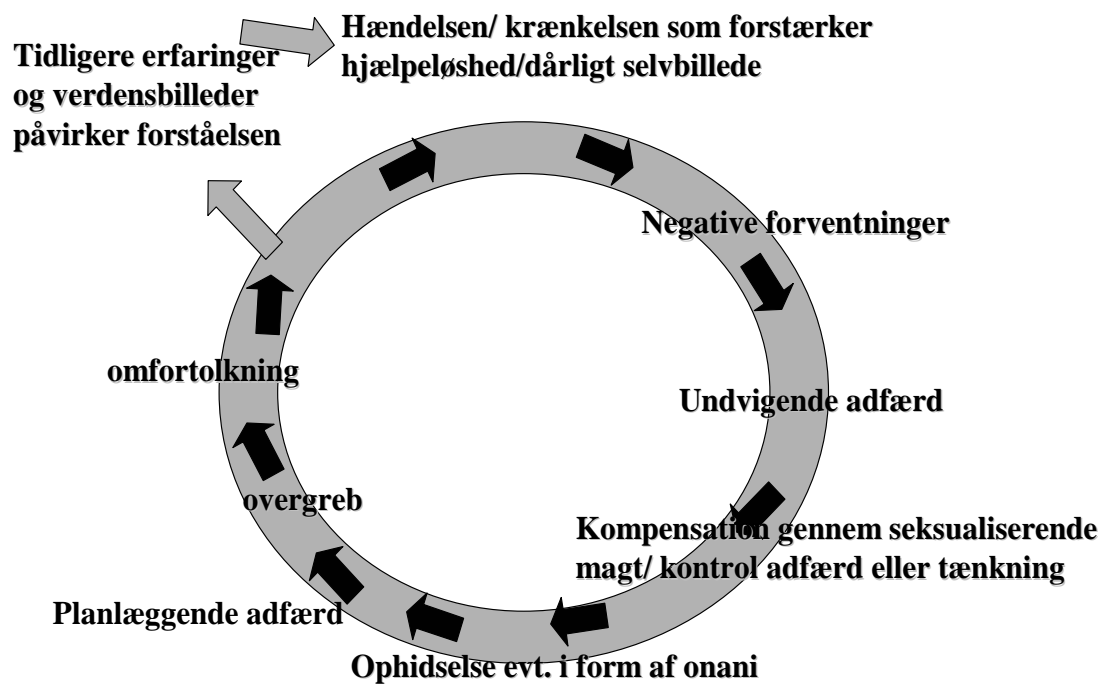 Hændelsen/ krænkelsen som forstærker
hjælpeløshed/dårligt selvbillede
Tidligere erfaringer
og verdensbilleder
påvirker forståelsen
Negative forventninger
Undvigende adfærd
Kompensation gennem seksualiserende
magt/ kontrol adfærd eller tænkning
Ophidselse evt. i form af onani
Planlæggende adfærd
overgreb
omfortolkning